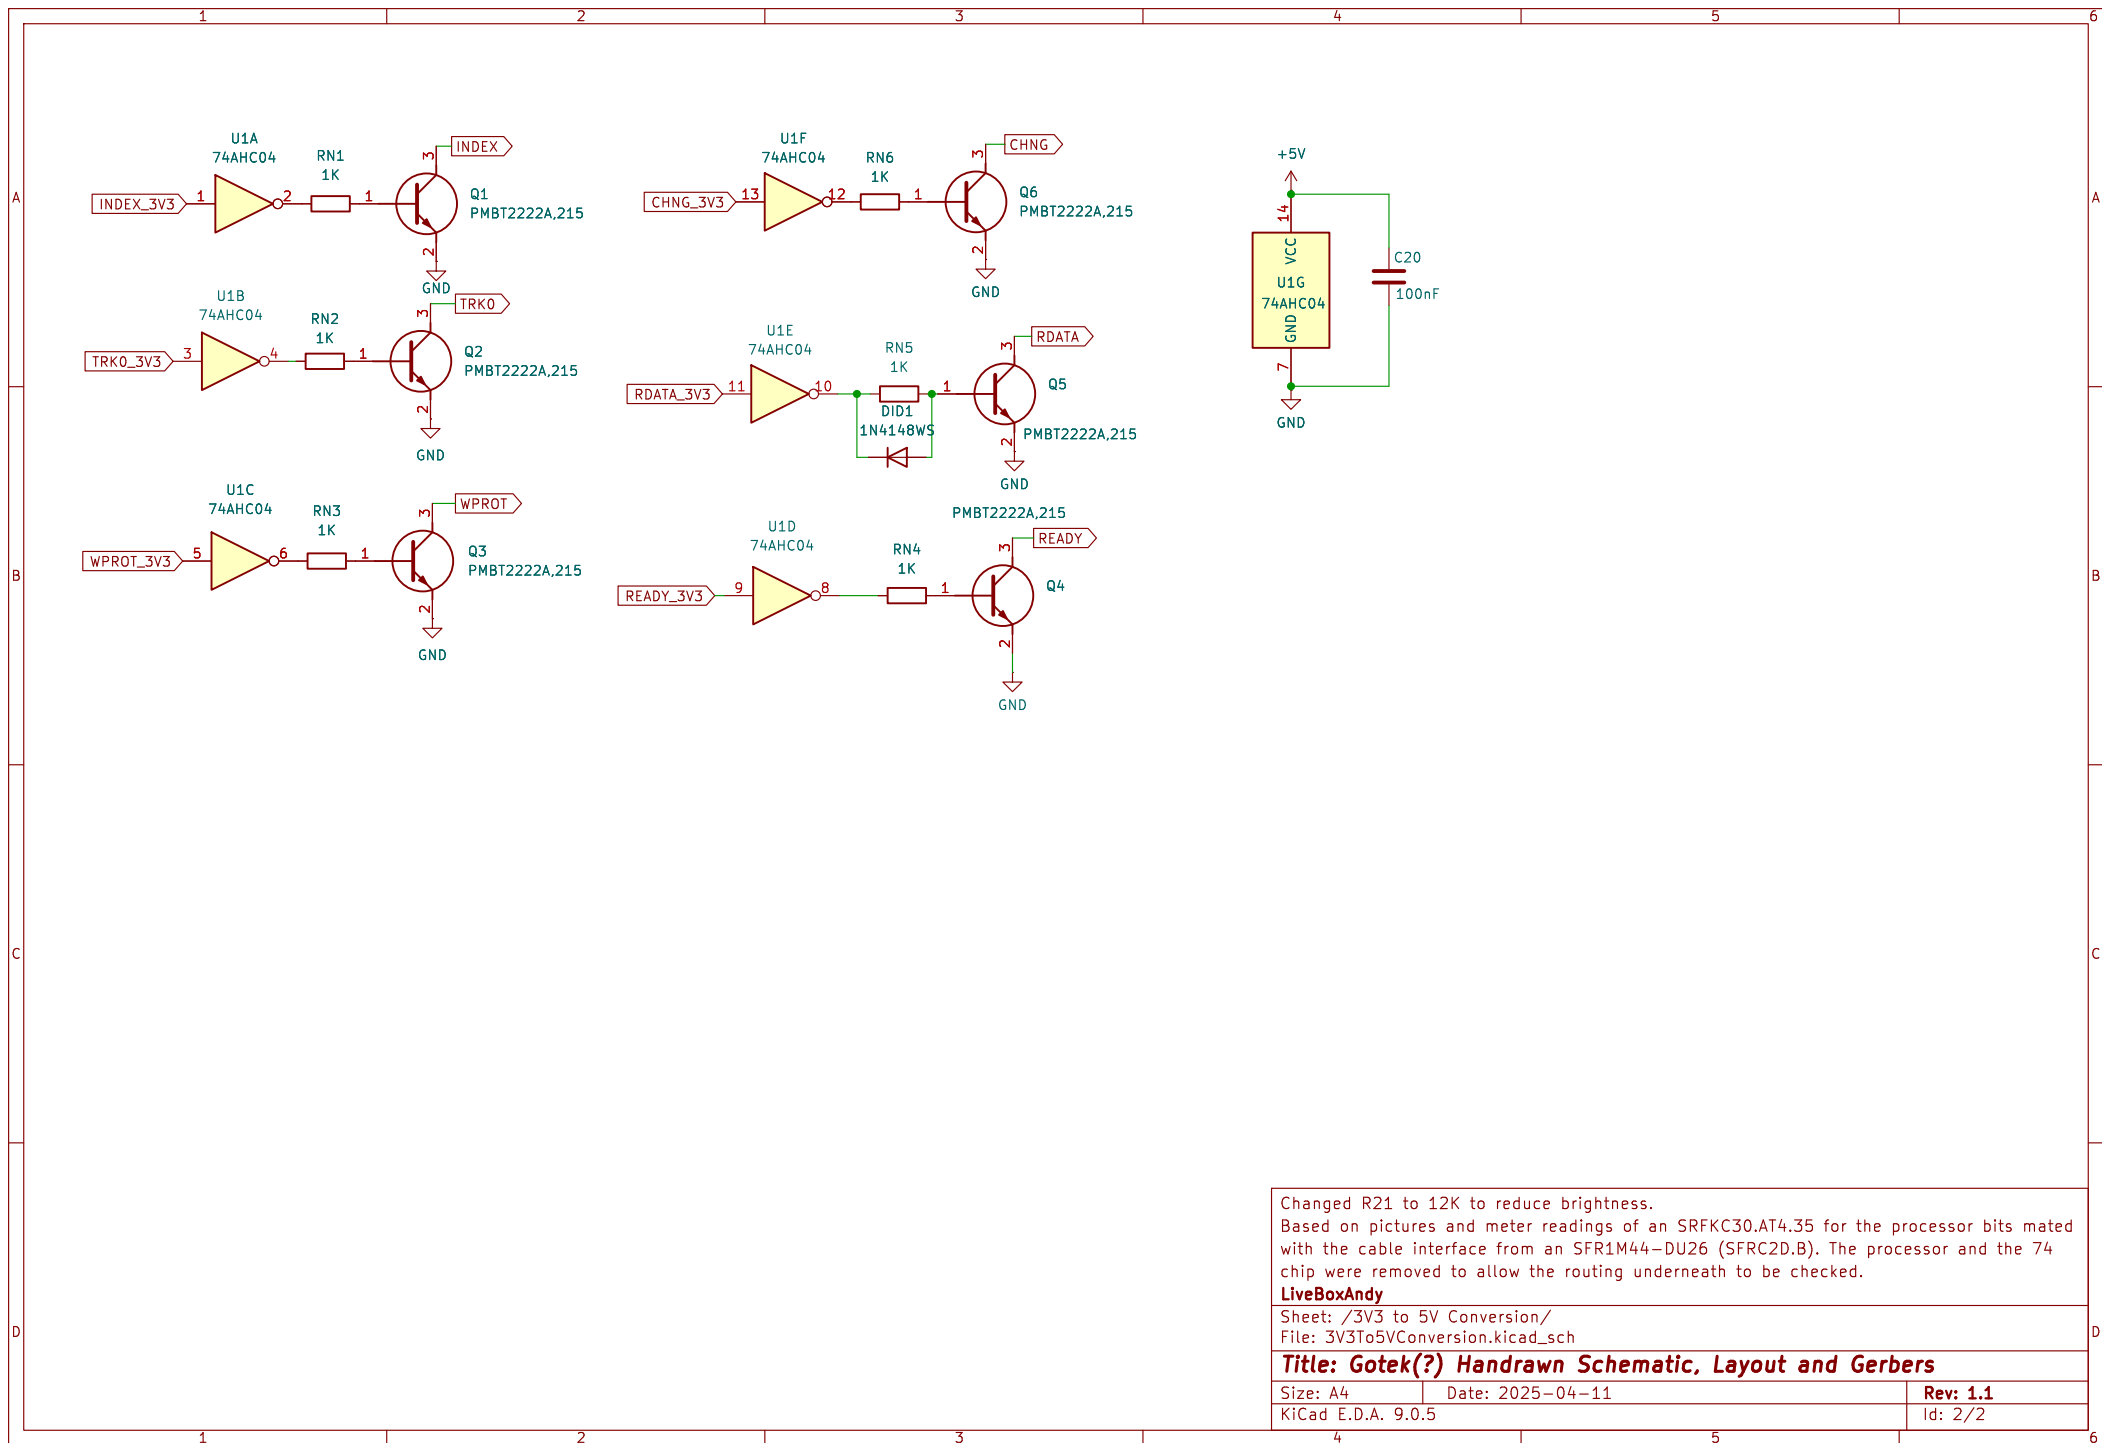 1 2 3 4 5 6
A
U1A
74AHC04
RN1
1K
INDEX
3
INDEX_3V3
1
2
1
Q1
PMBT2222A,215
2
GND
U1B
74AHC04
RN2
1K
TRK0
3
TRK0_3V3
3
4
1
Q2
PMBT2222A,215
2
GND
U1C
74AHC04
RN3
1K
WPROT
3
WPROT_3V3
5
6
1
Q3
PMBT2222A,215
2
GND
U1F
74AHC04
RN6
1K
CHNG
3
CHNG_3V3
13
12
1
Q6
PMBT2222A,215
2
GND
U1E
74AHC04
RN5
1K
RDATA
3
RDATA_3V3
11
10
1
Q5
DID1
1N4148WS
PMBT2222A,215
2
GND
PMBT2222A,215
U1D
74AHC04
RN4
1K
READY
3
READY_3V3
9
8
1
Q4
2
GND
+5V
14
VCC
U1G
74AHC04
GND
7
GND
C20
100nF
A
B
B
C
C
D
D
Changed R21 to 12K to reduce brightness.
Based on pictures and meter readings of an SRFKC30.AT4.35 for the processor bits mated
with the cable interface from an SFR1M44-DU26 (SFRC2D.B). The processor and the 74
chip were removed to allow the routing underneath to be checked.
LiveBoxAndy
Sheet: /3V3 to 5V Conversion/
File: 3V3To5VConversion.kicad_sch
Title: Gotek(?) Handrawn Schematic, Layout and Gerbers
Size: A4
Date: 2025-04-11
Rev: 1.1
KiCad E.D.A. 9.0.5
Id: 2/2
1 2 3 4 5 6